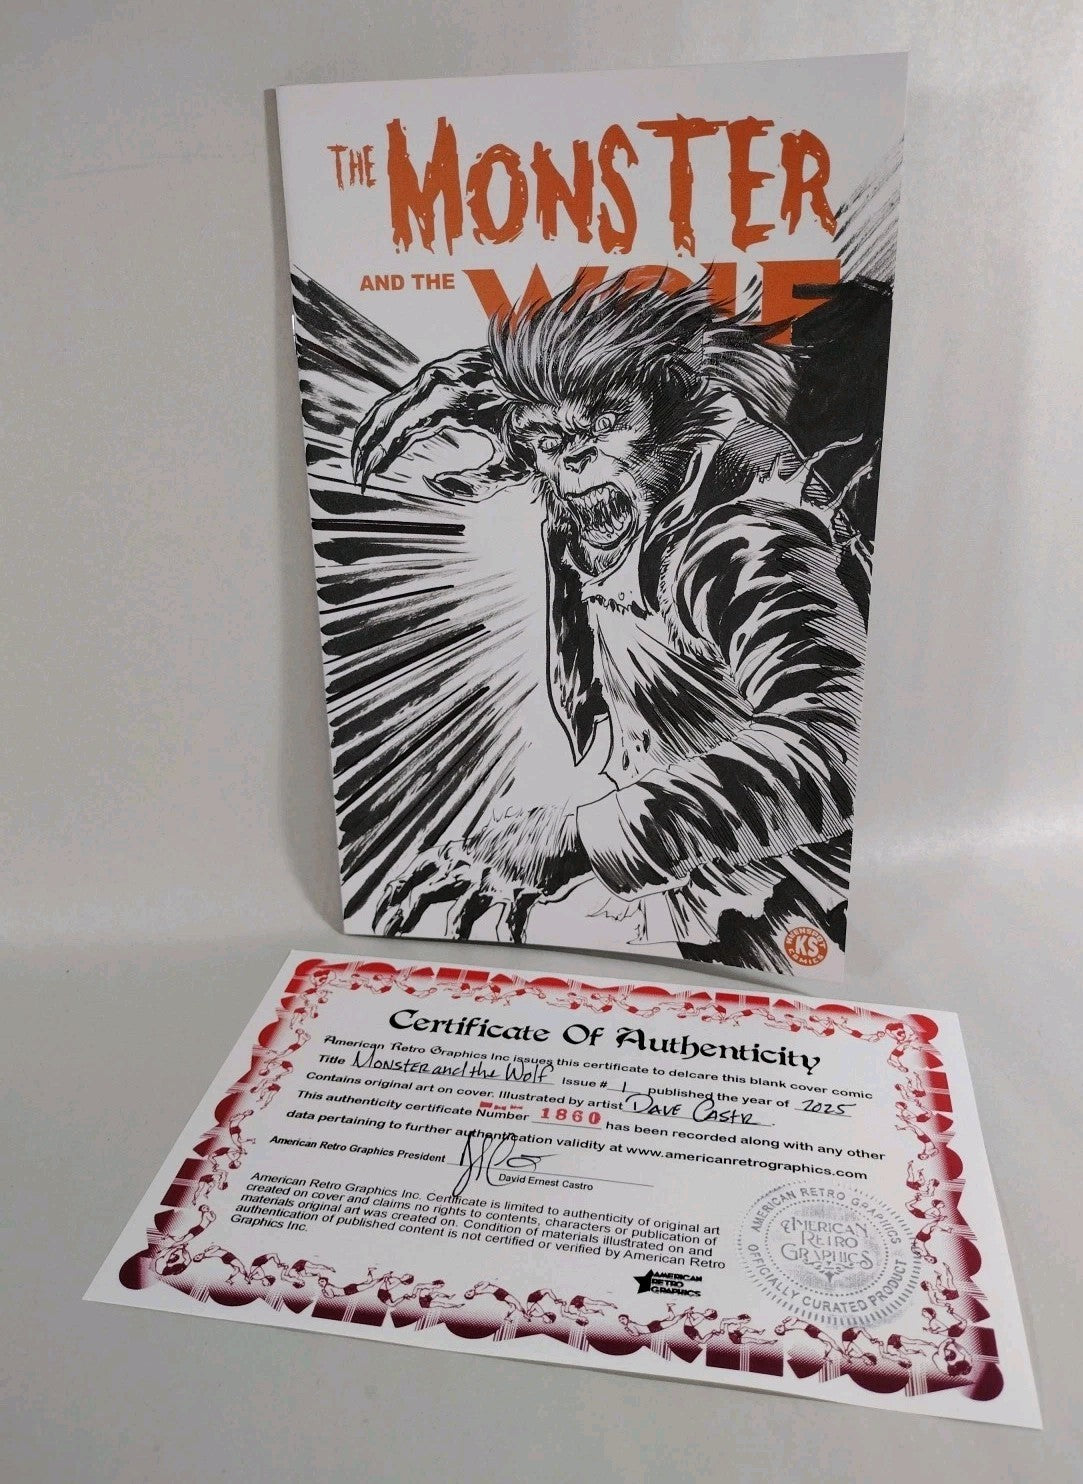 THE MONSTER
AND THE WOLF
KEENSPOT
KS
COMICS
Certificate Of Authenticity
American Retro Graphics Inc issues this certificate to delcare this blank cover comic
Title Monster and the Wolf Issue # 1 published the year of 2025
Contains original art on cover. Illustrated by artist Dave Castr
This authenticity certificate Number 1860 has been recorded along with any other
data pertaining to further authentication validity at www.americanretrographics.com
American Retro Graphics President
David Ernest Castro
American Retro Graphics Inc. Certificate is limited to authenticity of original art
created on cover and claims no rights to contents, characters or publication of
materials original art was created on. Condition of materials illustrated on and
authentication of published content is not certified or verified by American Retro
Graphics Inc.
AMERICAN
RETRO
GRAPHICS
AMERICAN RETRO GRAPHICS
AMERICAN
RETRO
GRAPHICS
OFFICIALLY CURATED PRODUCT